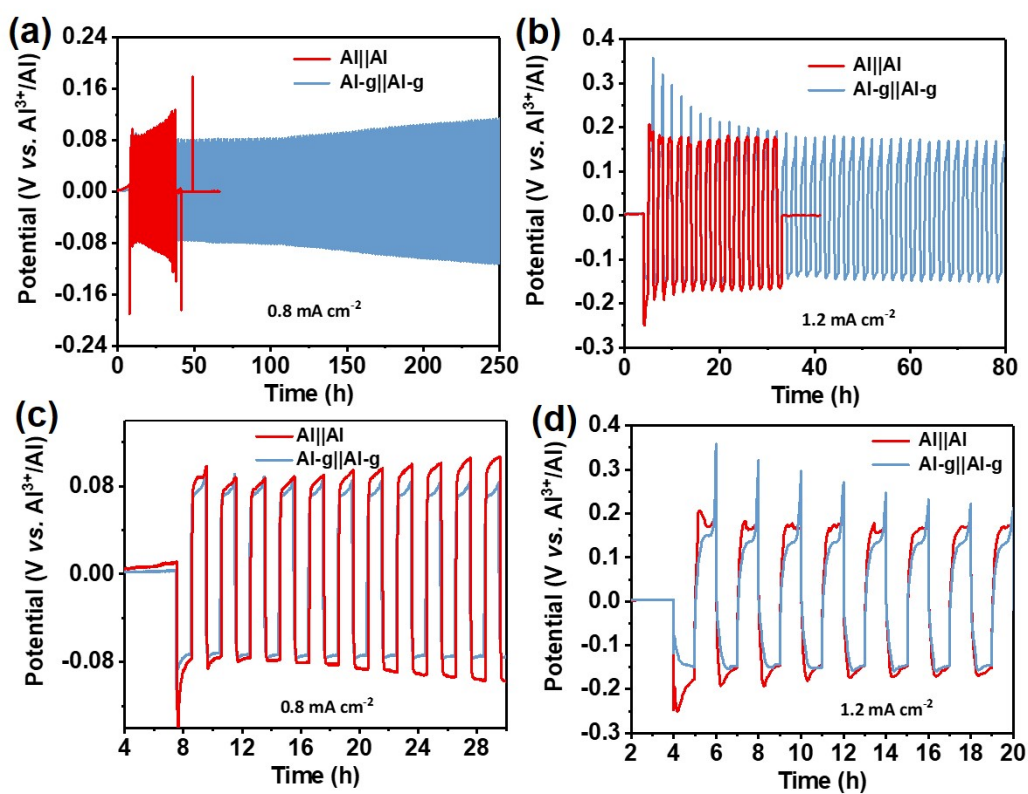 (a)
Potential (V vs. Al³⁺/Al)
0.24
0.16
0.08
0.00
-0.08
-0.16
-0.24
Al||Al
Al-g||Al-g
0.8 mA cm⁻²
0 50 100 150 200 250
Time (h)
(b)
Potential (V vs. Al³⁺/Al)
0.4
0.3
0.2
0.1
0.0
-0.1
-0.2
-0.3
Al||Al
Al-g||Al-g
1.2 mA cm⁻²
0 20 40 60 80
Time (h)
(c)
Potential (V vs. Al³⁺/Al)
0.08
0.00
-0.08
Al||Al
Al-g||Al-g
0.8 mA cm⁻²
4 8 12 16 20 24 28
Time (h)
(d)
Potential (V vs. Al³⁺/Al)
0.4
0.3
0.2
0.1
0.0
-0.1
-0.2
-0.3
Al||Al
Al-g||Al-g
1.2 mA cm⁻²
2 4 6 8 10 12 14 16 18 20
Time (h)